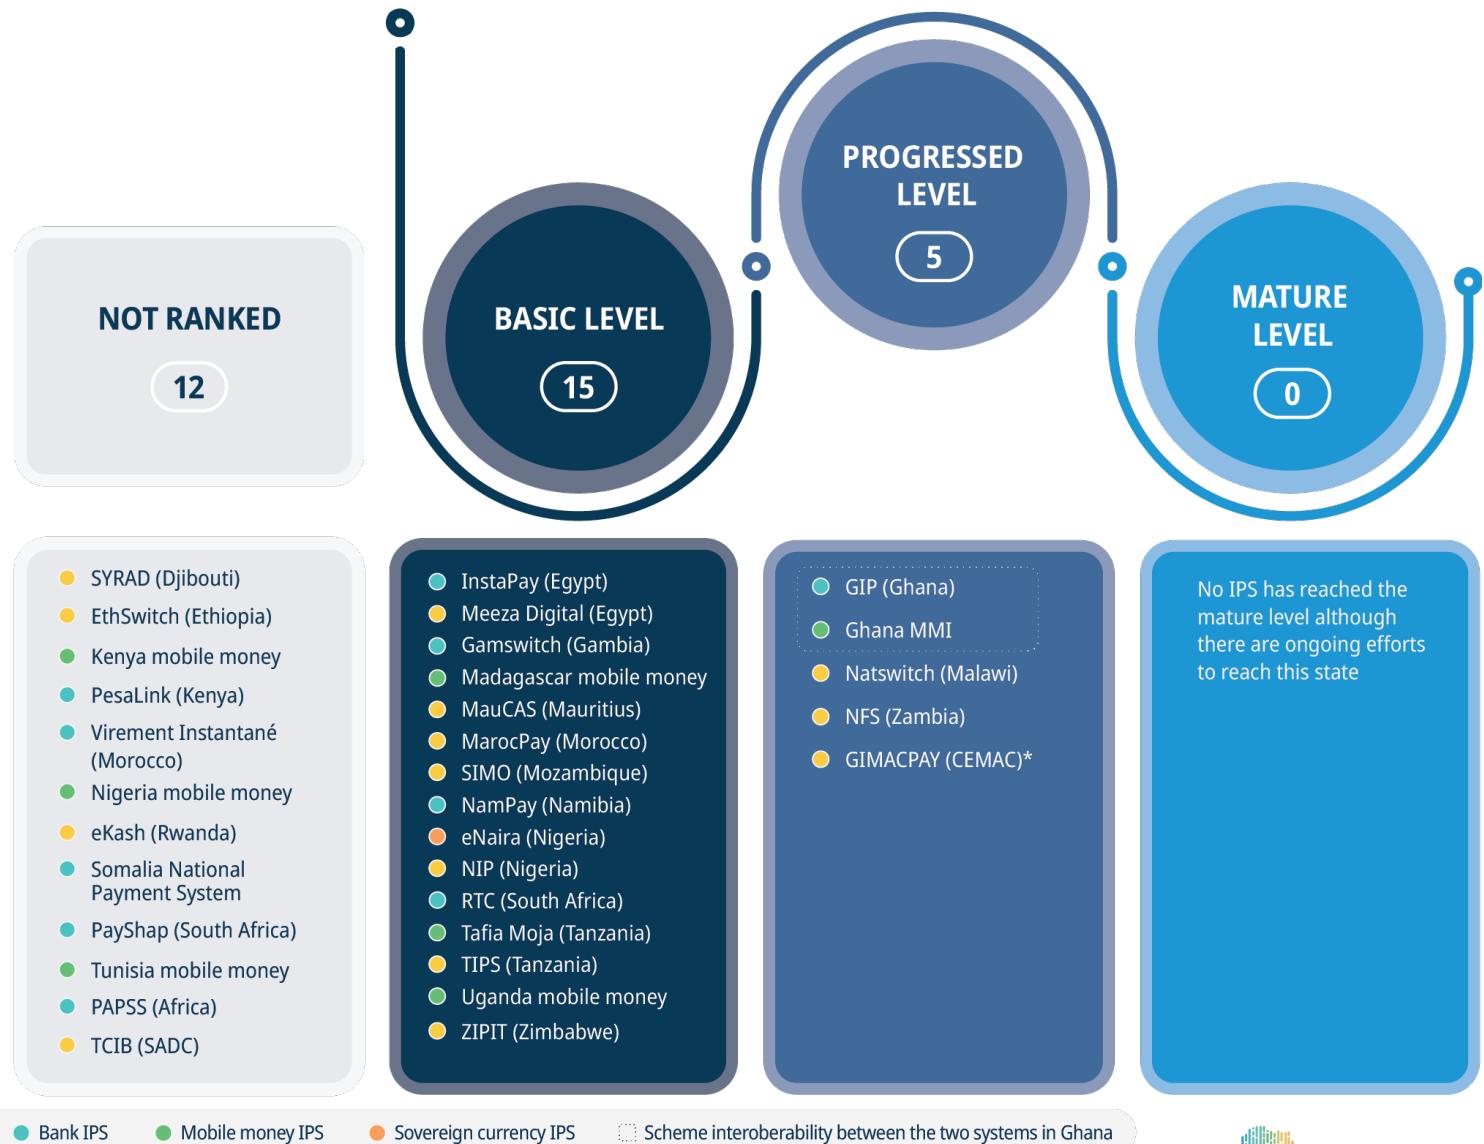 NOT RANKED
12
BASIC LEVEL
15
PROGRESSED
LEVEL
5
MATURE
LEVEL
0
SYRAD (Djibouti)
EthSwitch (Ethiopia)
Kenya mobile money
PesaLink (Kenya)
Virement Instantané
(Morocco)
Nigeria mobile money
eKash (Rwanda)
Somalia National
Payment System
PayShap (South Africa)
Tunisia mobile money
PAPSS (Africa)
TCIB (SADC)
InstaPay (Egypt)
Meeza Digital (Egypt)
Gamswitch (Gambia)
Madagascar mobile money
MauCAS (Mauritius)
MarocPay (Morocco)
SIMO (Mozambique)
NamPay (Namibia)
eNaira (Nigeria)
NIP (Nigeria)
RTC (South Africa)
Tafia Moja (Tanzania)
TIPS (Tanzania)
Uganda mobile money
ZIPIT (Zimbabwe)
GIP (Ghana)
Ghana MMI
Natswitch (Malawi)
NFS (Zambia)
GIMACPAY (CEMAC)*
No IPS has reached the
mature level although
there are ongoing efforts
to reach this state
Bank IPS
Mobile money IPS
Sovereign currency IPS
Scheme interoberability between the two systems in Ghana